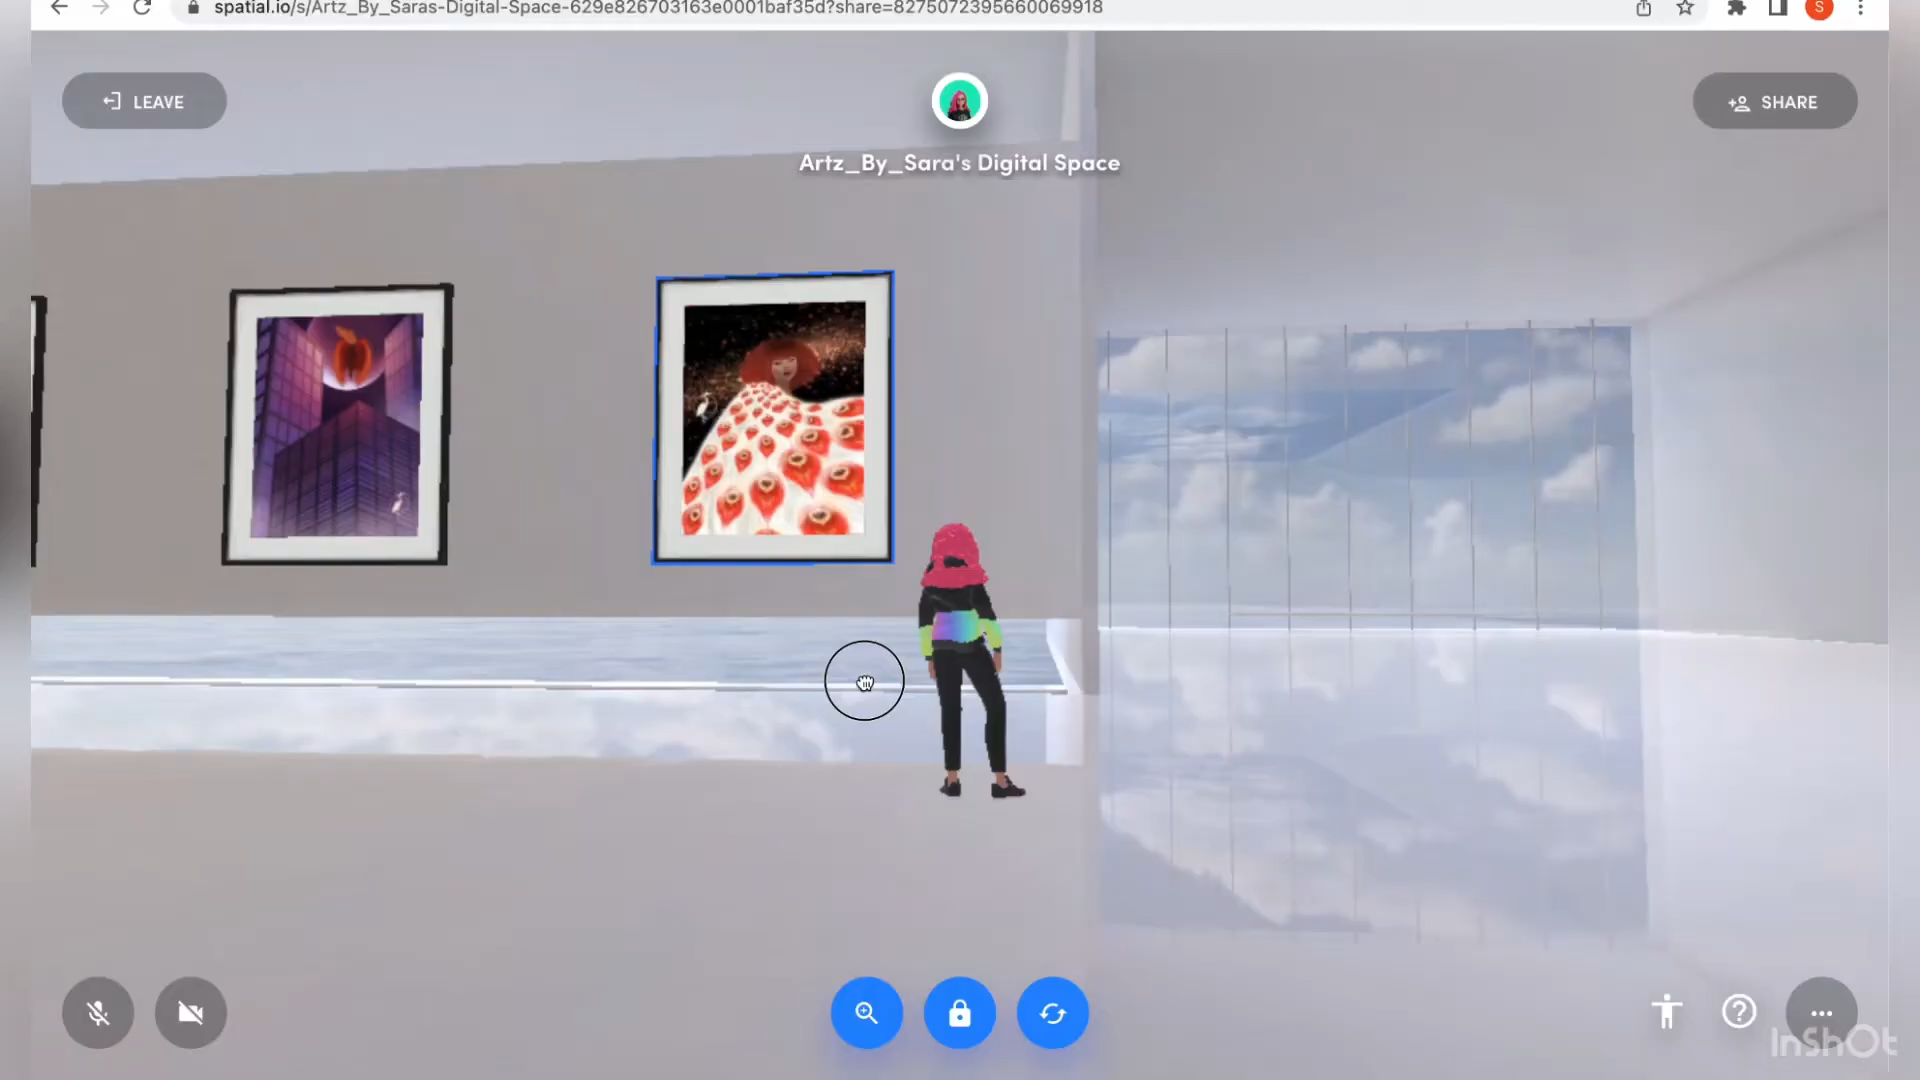 spatial.io/s/Artz_By_Saras-Digital-Space-629e826703163e0001baf35d?share=8275072395660069918
S
LEAVE
SHARE
Artz_By_Sara's Digital Space
InShOt